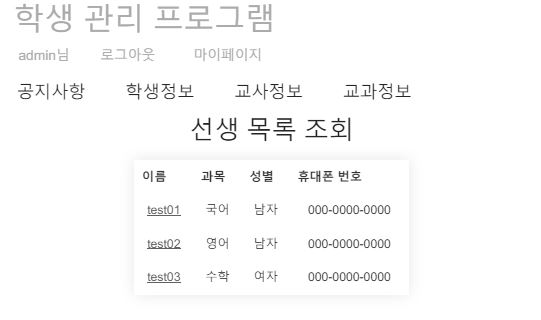 학생 관리 프로그램
admin님 로그아웃 마이페이지
공지사항 학생정보 교사정보 교과정보
선생 목록 조회
이름 과목 성별 휴대폰 번호
test01 국어 남자 000-0000-0000
test02 영어 남자 000-0000-0000
test03 수학 여자 000-0000-0000